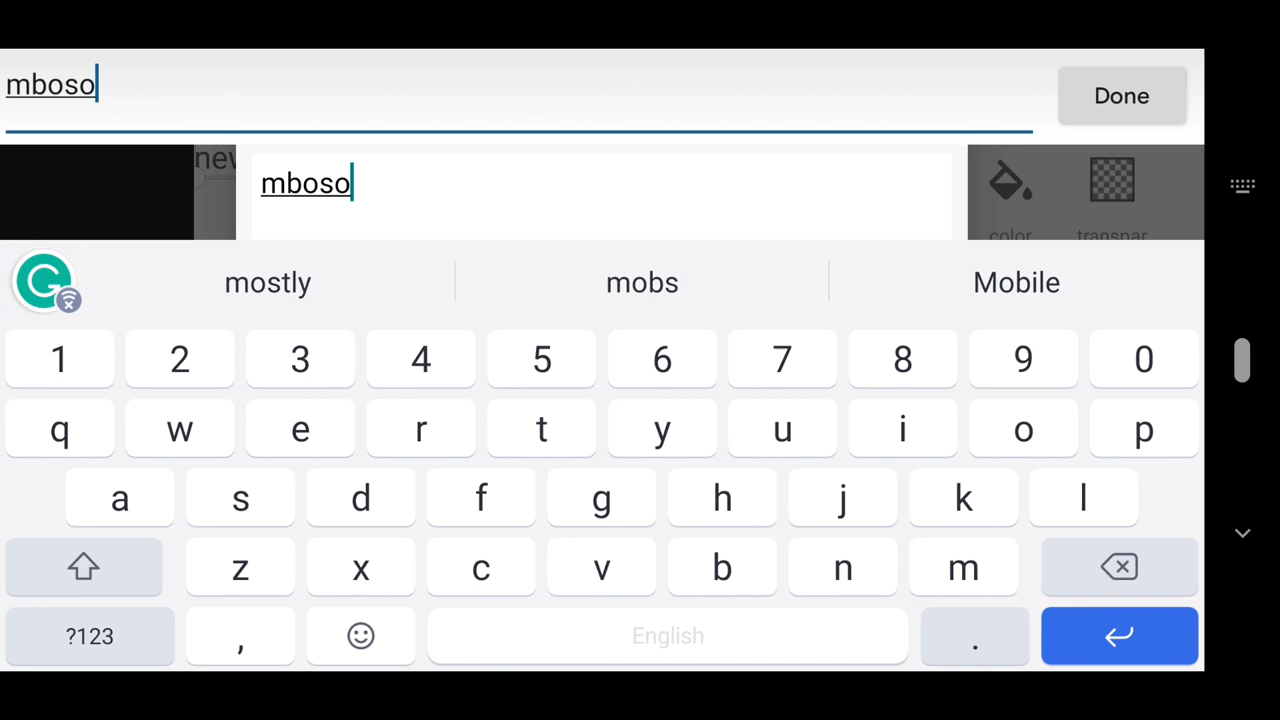 mboso
Done
new
mboso
color
transpar
mostly
mobs
Mobile
1 2 3 4 5 6 7 8 9 0
q w e r t y u i o p
a s d f g h j k l
z x c v b n m
?123 , English .